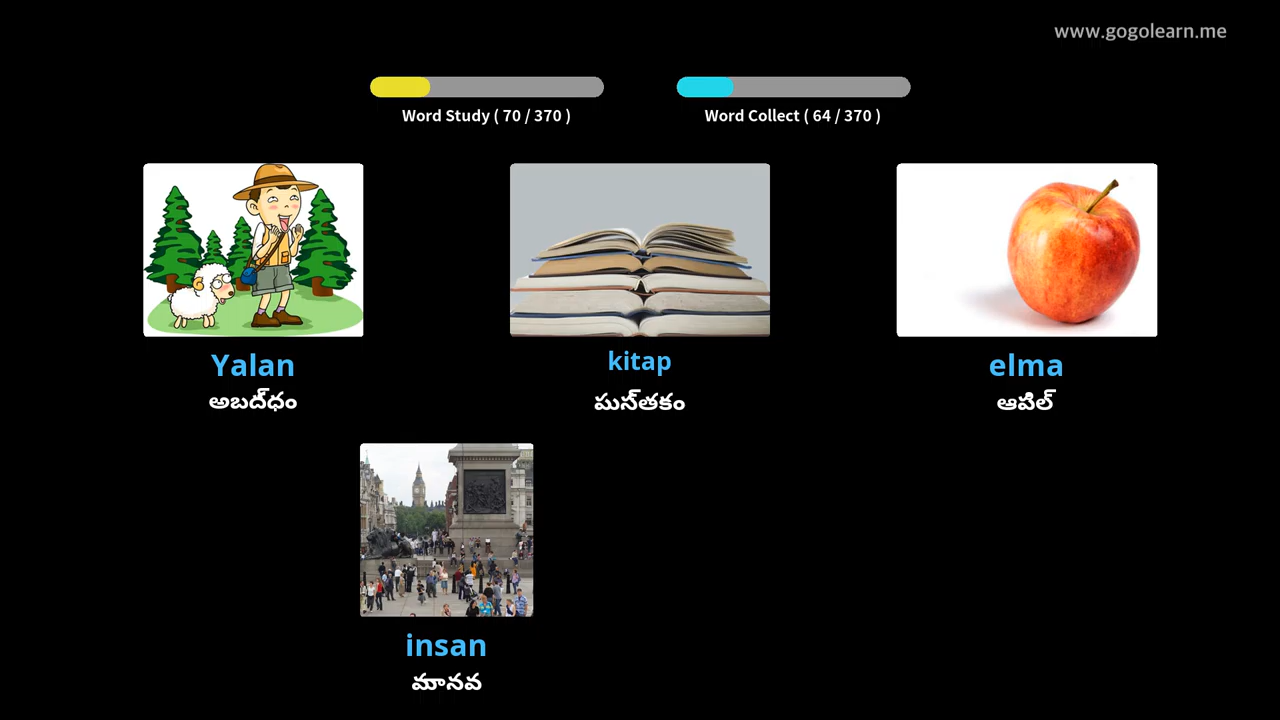 www.gogolearn.me
Word Study ( 70 / 370 )
Word Collect ( 64 / 370 )
Yalan
అబద్ధం
kitap
పుస్తకం
elma
ఆపిల్
insan
మానవ